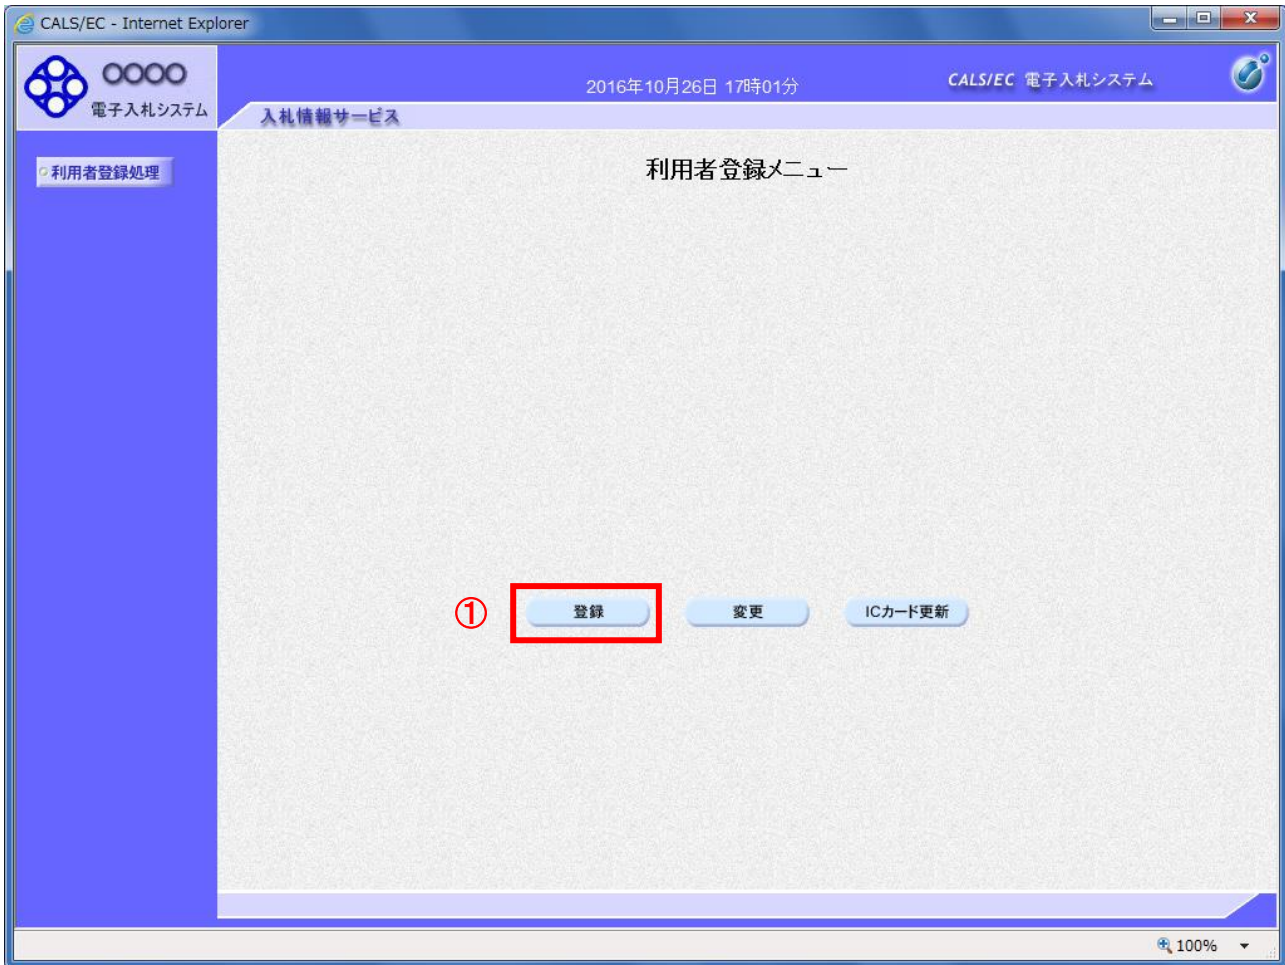 CALS/EC - Internet Explorer
〇〇〇〇
電子入札システム
2016年10月26日 17時01分
CALS/EC 電子入札システム
入札情報サービス
利用者登録処理
利用者登録メニュー
①
登録
変更
ICカード更新
100%